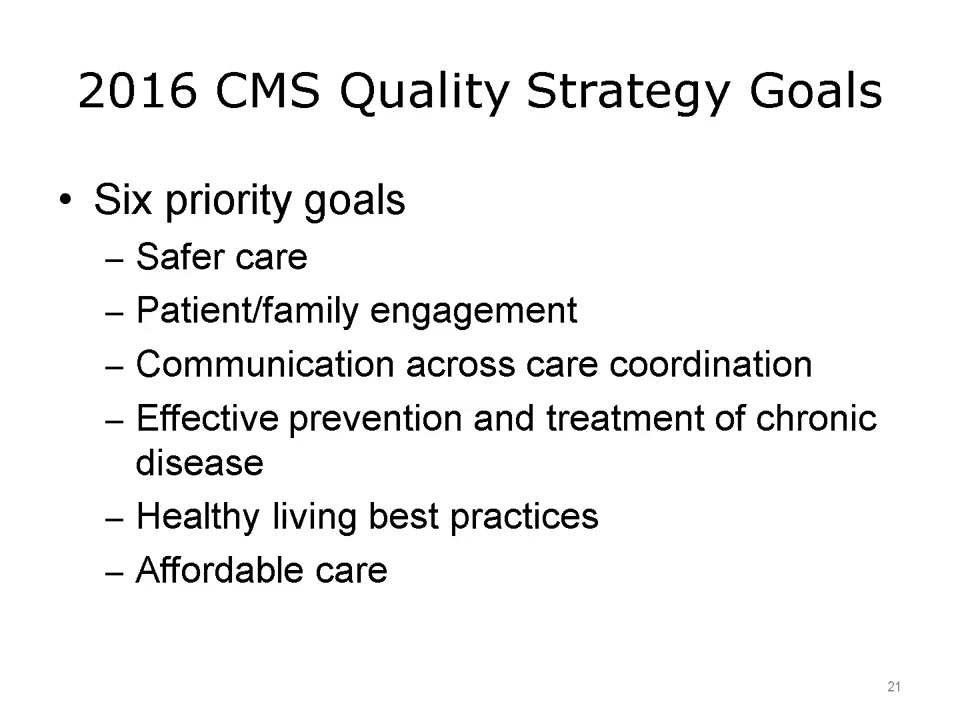 2016 CMS Quality Strategy Goals
• Six priority goals
– Safer care
– Patient/family engagement
– Communication across care coordination
– Effective prevention and treatment of chronic
disease
– Healthy living best practices
– Affordable care
21